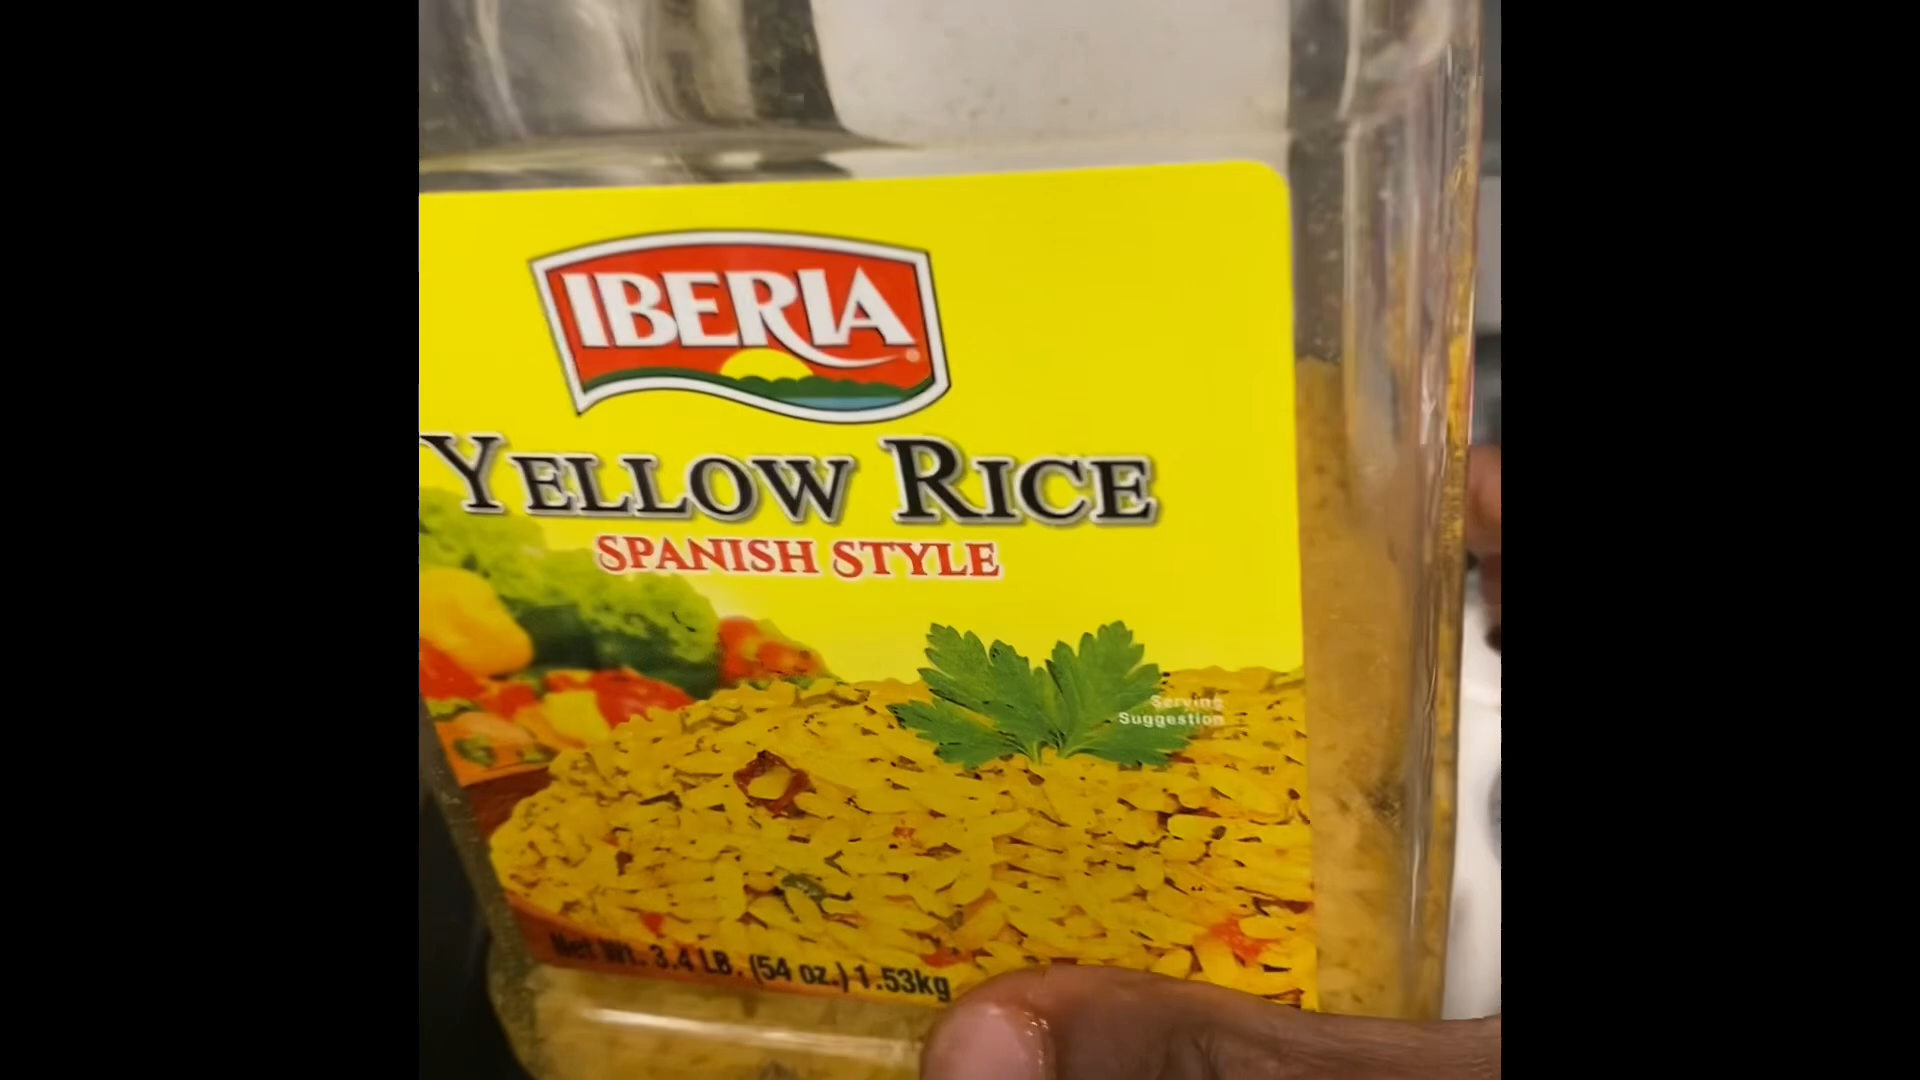 IBERIA®
YELLOW RICE
SPANISH STYLE
Serving
Suggestion
Net Wt. 3.4 LB. (54 oz.) 1.53kg